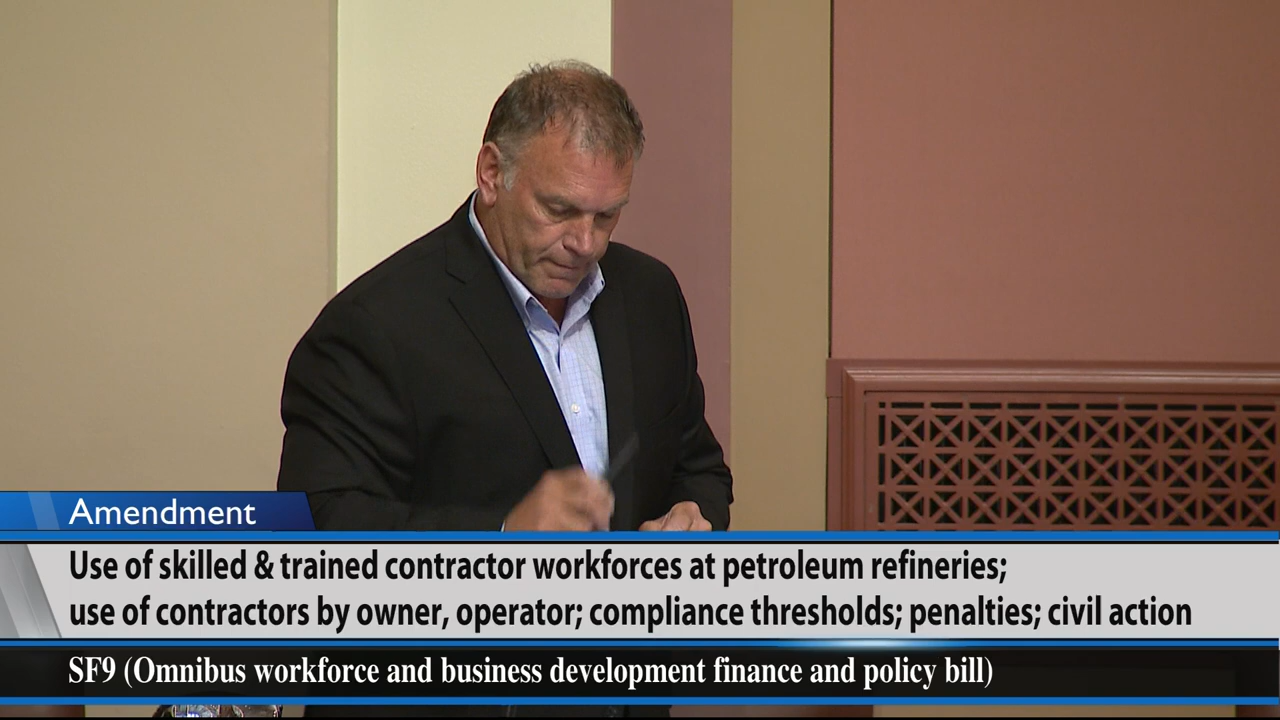 Amendment
Use of skilled & trained contractor workforces at petroleum refineries;
use of contractors by owner, operator; compliance thresholds; penalties; civil action
SF9 (Omnibus workforce and business development finance and policy bill)